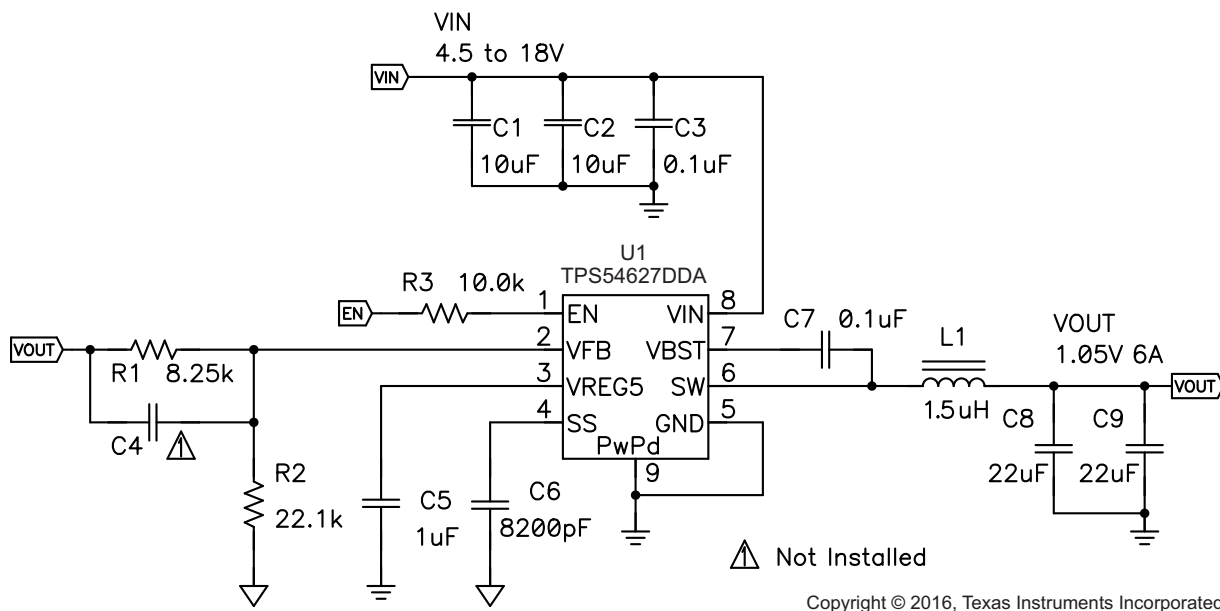 VIN
4.5 to 18V
VIN
C1
C2
C3
10uF
10uF
0.1uF
U1
TPS54627DDA
R3 10.0k
EN
1
EN
VIN
8
C7
0.1uF
VOUT
R1
8.25k
2
VFB
VBST
7
L1
VOUT
1.05V 6A
3
VREG5
SW
6
1.5uH
VOUT
C4
1
4
SS
GND
5
C8
C9
PwPd
9
22uF
22uF
R2
22.1k
C5
1uF
C6
8200pF
1 Not Installed
Copyright © 2016, Texas Instruments Incorporated